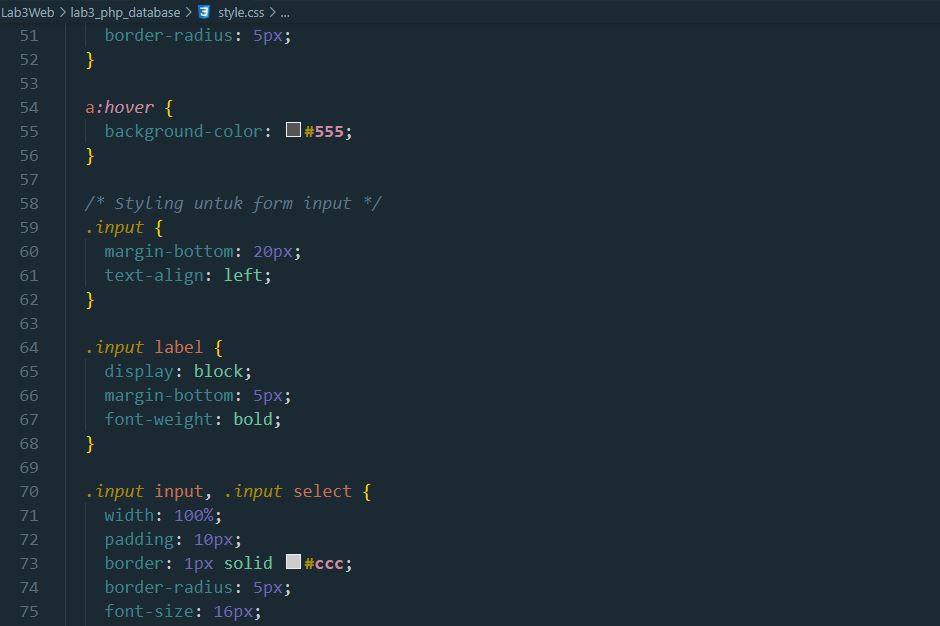 Lab3Web > lab3_php_database > style.css > ...
51 border-radius: 5px;
52 }
53
54 a:hover {
55 background-color: #555;
56 }
57
58 /* Styling untuk form input */
59 .input {
60 margin-bottom: 20px;
61 text-align: left;
62 }
63
64 .input label {
65 display: block;
66 margin-bottom: 5px;
67 font-weight: bold;
68 }
69
70 .input input, .input select {
71 width: 100%;
72 padding: 10px;
73 border: 1px solid #ccc;
74 border-radius: 5px;
75 font-size: 16px;